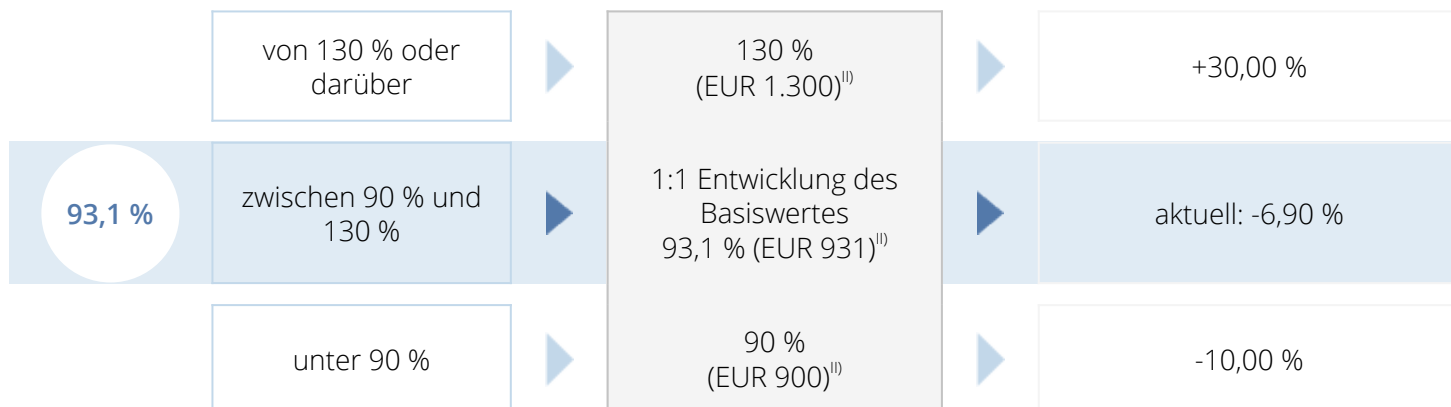 von 130 % oder
darüber
130 %
(EUR 1.300)II)
+30,00 %
93,1 %
zwischen 90 % und
130 %
1:1 Entwicklung des
Basiswertes
93,1 % (EUR 931)II)
aktuell: -6,90 %
unter 90 %
90 %
(EUR 900)II)
-10,00 %